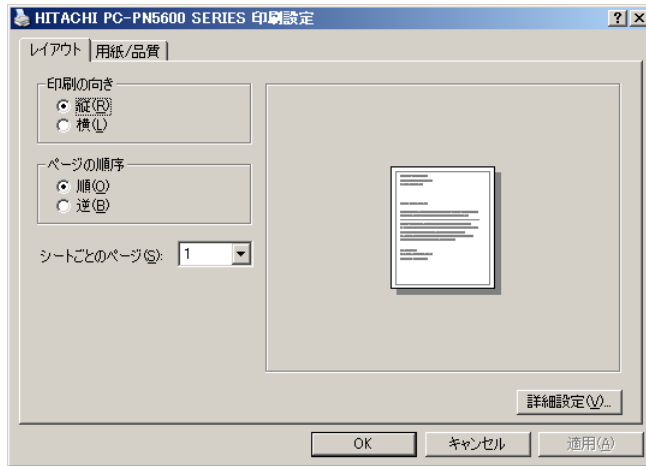 HITACHI PC-PN5600 SERIES 印刷設定
レイアウト 用紙/品質
印刷の向き
縦(R)
横(L)
ページの順序
順(O)
逆(B)
シートごとのページ(S): 1
詳細設定(V)...
OK キャンセル 適用(A)